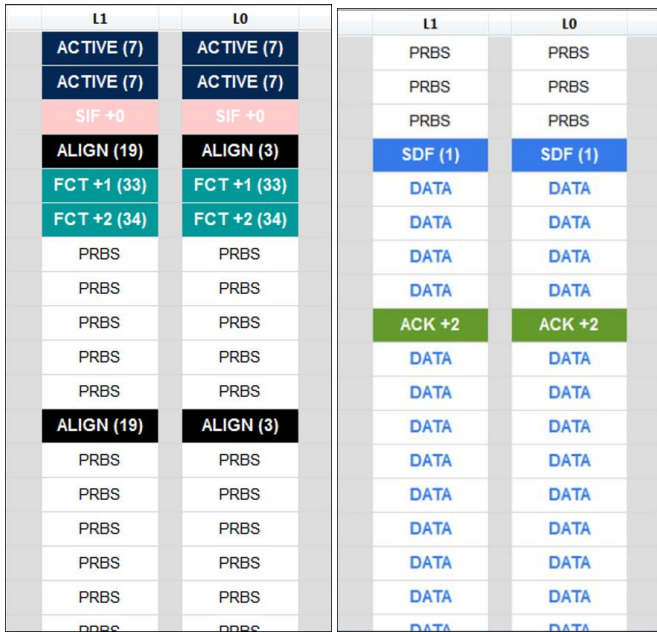 L1 L0
ACTIVE (7) ACTIVE (7)
ACTIVE (7) ACTIVE (7)
SIF +0 SIF +0
ALIGN (19) ALIGN (3)
FCT +1 (33) FCT +1 (33)
FCT +2 (34) FCT +2 (34)
PRBS PRBS
PRBS PRBS
PRBS PRBS
PRBS PRBS
PRBS PRBS
ALIGN (19) ALIGN (3)
PRBS PRBS
PRBS PRBS
PRBS PRBS
PRBS PRBS
PRBS PRBS
PRBS PRBS
L1 L0
PRBS PRBS
PRBS PRBS
PRBS PRBS
SDF (1) SDF (1)
DATA DATA
DATA DATA
DATA DATA
DATA DATA
ACK +2 ACK +2
DATA DATA
DATA DATA
DATA DATA
DATA DATA
DATA DATA
DATA DATA
DATA DATA
DATA DATA
DATA DATA